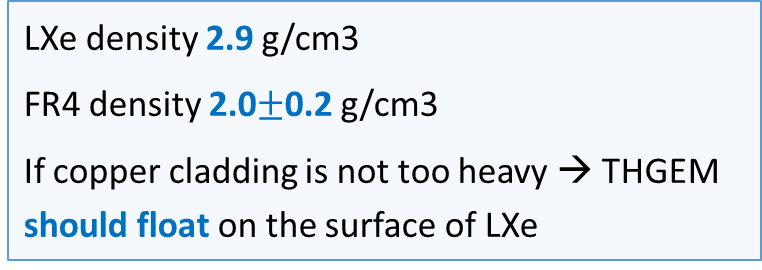 LXe density 2.9 g/cm3
FR4 density 2.0±0.2 g/cm3
If copper cladding is not too heavy → THGEM
should float on the surface of LXe